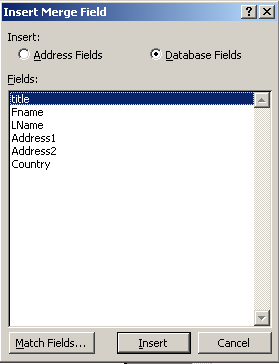 Insert Merge Field
Insert:
Address Fields Database Fields
Fields:
title
Fname
LName
Address1
Address2
Country
Match Fields... Insert Cancel